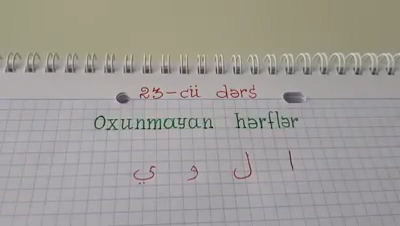 23-cü dərs
Oxunmayan hərflər
ا ل و ي